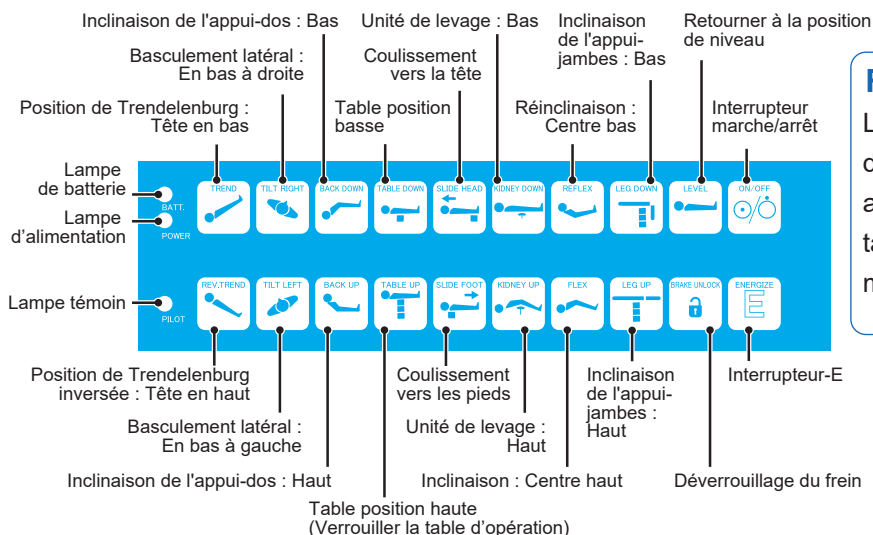 Inclinaison de l'appui-dos : Bas
Unité de levage : Bas
Inclinaison
de l'appui-
jambes : Bas
Retourner à la position
de niveau
Basculement latéral :
En bas à droite
Coulissement
vers la tête
Position de Trendelenburg :
Tête en bas
Table position
basse
Réinclinaison :
Centre bas
Interrupteur
marche/arrêt
Lampe
de batterie
Lampe
d'alimentation
BATT.
POWER
TREND
TILT RIGHT
BACK DOWN
TABLE DOWN
SLIDE HEAD
KIDNEY DOWN
REFLEX
LEG DOWN
LEVEL
ON/OFF
Lampe témoin
PILOT
REV.TREND
TILT LEFT
BACK UP
TABLE UP
SLIDE FOOT
KIDNEY UP
FLEX
LEG UP
BRAKE UNLOCK
ENERGIZE
E
Position de Trendelenburg
inversée : Tête en haut
Coulissement
vers les pieds
Inclinaison
de l'appui-
jambes :
Haut
Interrupteur-E
Basculement latéral :
En bas à gauche
Unité de levage :
Haut
Inclinaison de l'appui-dos : Haut
Inclinaison : Centre haut
Déverrouillage du frein
Table position haute
(Verrouiller la table d’opération)